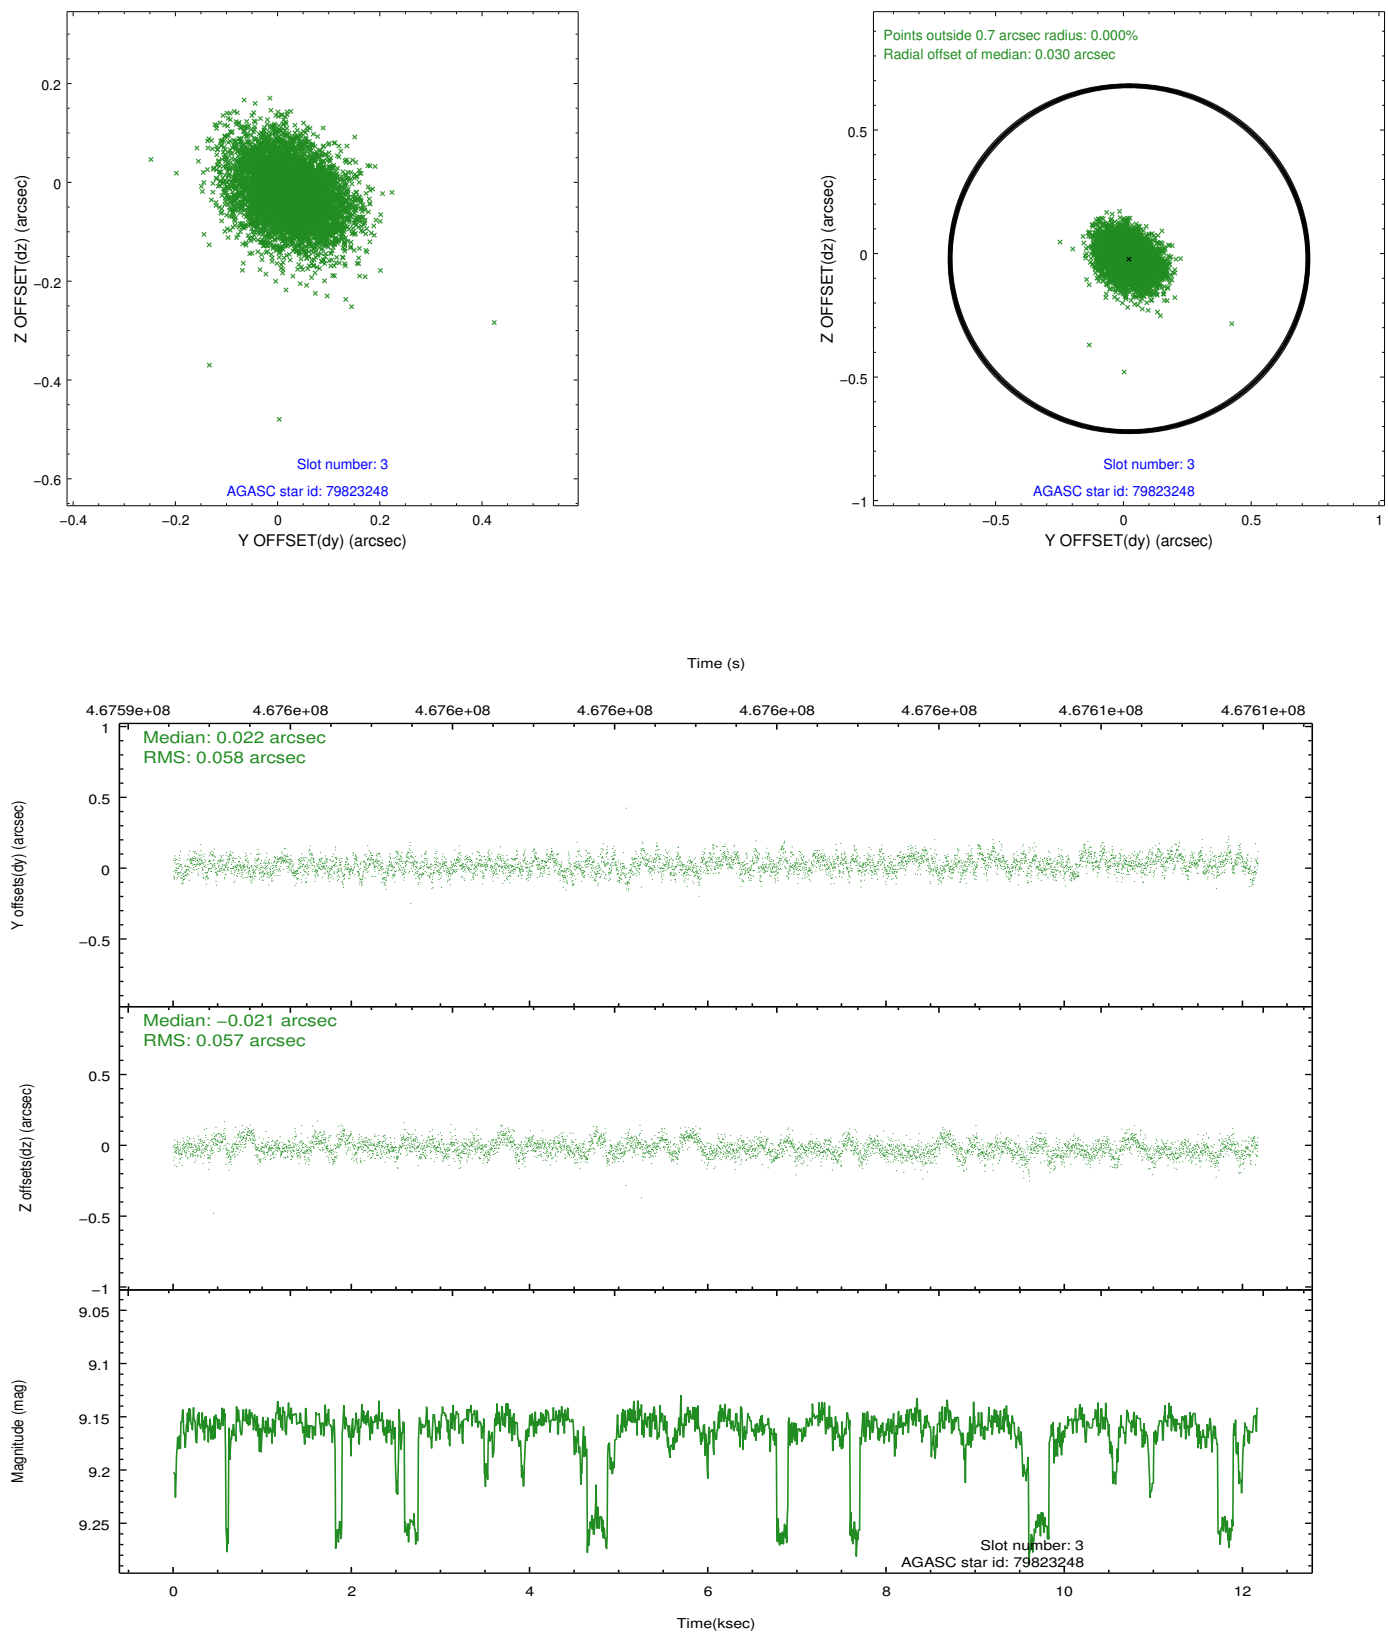 0.2
0
−0.2
−0.4
−0.6
Z OFFSET(dz) (arcsec)
Slot number: 3
AGASC star id: 79823248
−0.4 −0.2 0 0.2 0.4
Y OFFSET(dy) (arcsec)
Points outside 0.7 arcsec radius: 0.000%
Radial offset of median: 0.030 arcsec
0.5
0
−0.5
−1
Z OFFSET(dz) (arcsec)
Slot number: 3
AGASC star id: 79823248
−0.5 0 0.5 1
Y OFFSET(dy) (arcsec)
Time (s)
4.6759e+08 4.676e+08 4.676e+08 4.676e+08 4.676e+08 4.676e+08 4.6761e+08 4.6761e+08
Median: 0.022 arcsec
RMS: 0.058 arcsec
1
0.5
0
−0.5
Y offsets(dy) (arcsec)
Median: −0.021 arcsec
RMS: 0.057 arcsec
0.5
0
−0.5
−1
Z offsets(dz) (arcsec)
9.05
9.1
9.15
9.2
9.25
Magnitude (mag)
Slot number: 3
AGASC star id: 79823248
0 2 4 6 8 10 12
Time(ksec)